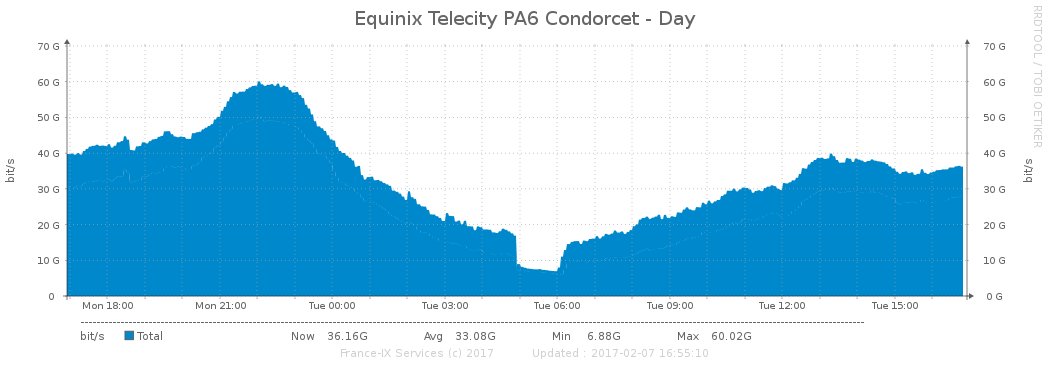 Equinix Telecity PA6 Condorcet - Day
RRDTOOL / TOBI OETIKER
70 G 70 G
60 G 60 G
50 G 50 G
40 G 40 G
30 G 30 G
20 G 20 G
10 G 10 G
0 0 G
bit/s bit/s
Mon 18:00 Mon 21:00 Tue 00:00 Tue 03:00 Tue 06:00 Tue 09:00 Tue 12:00 Tue 15:00
bit/s Total Now 36.16G Avg 33.08G Min 6.88G Max 60.02G
France-IX Services (c) 2017 Updated : 2017-02-07 16:55:10